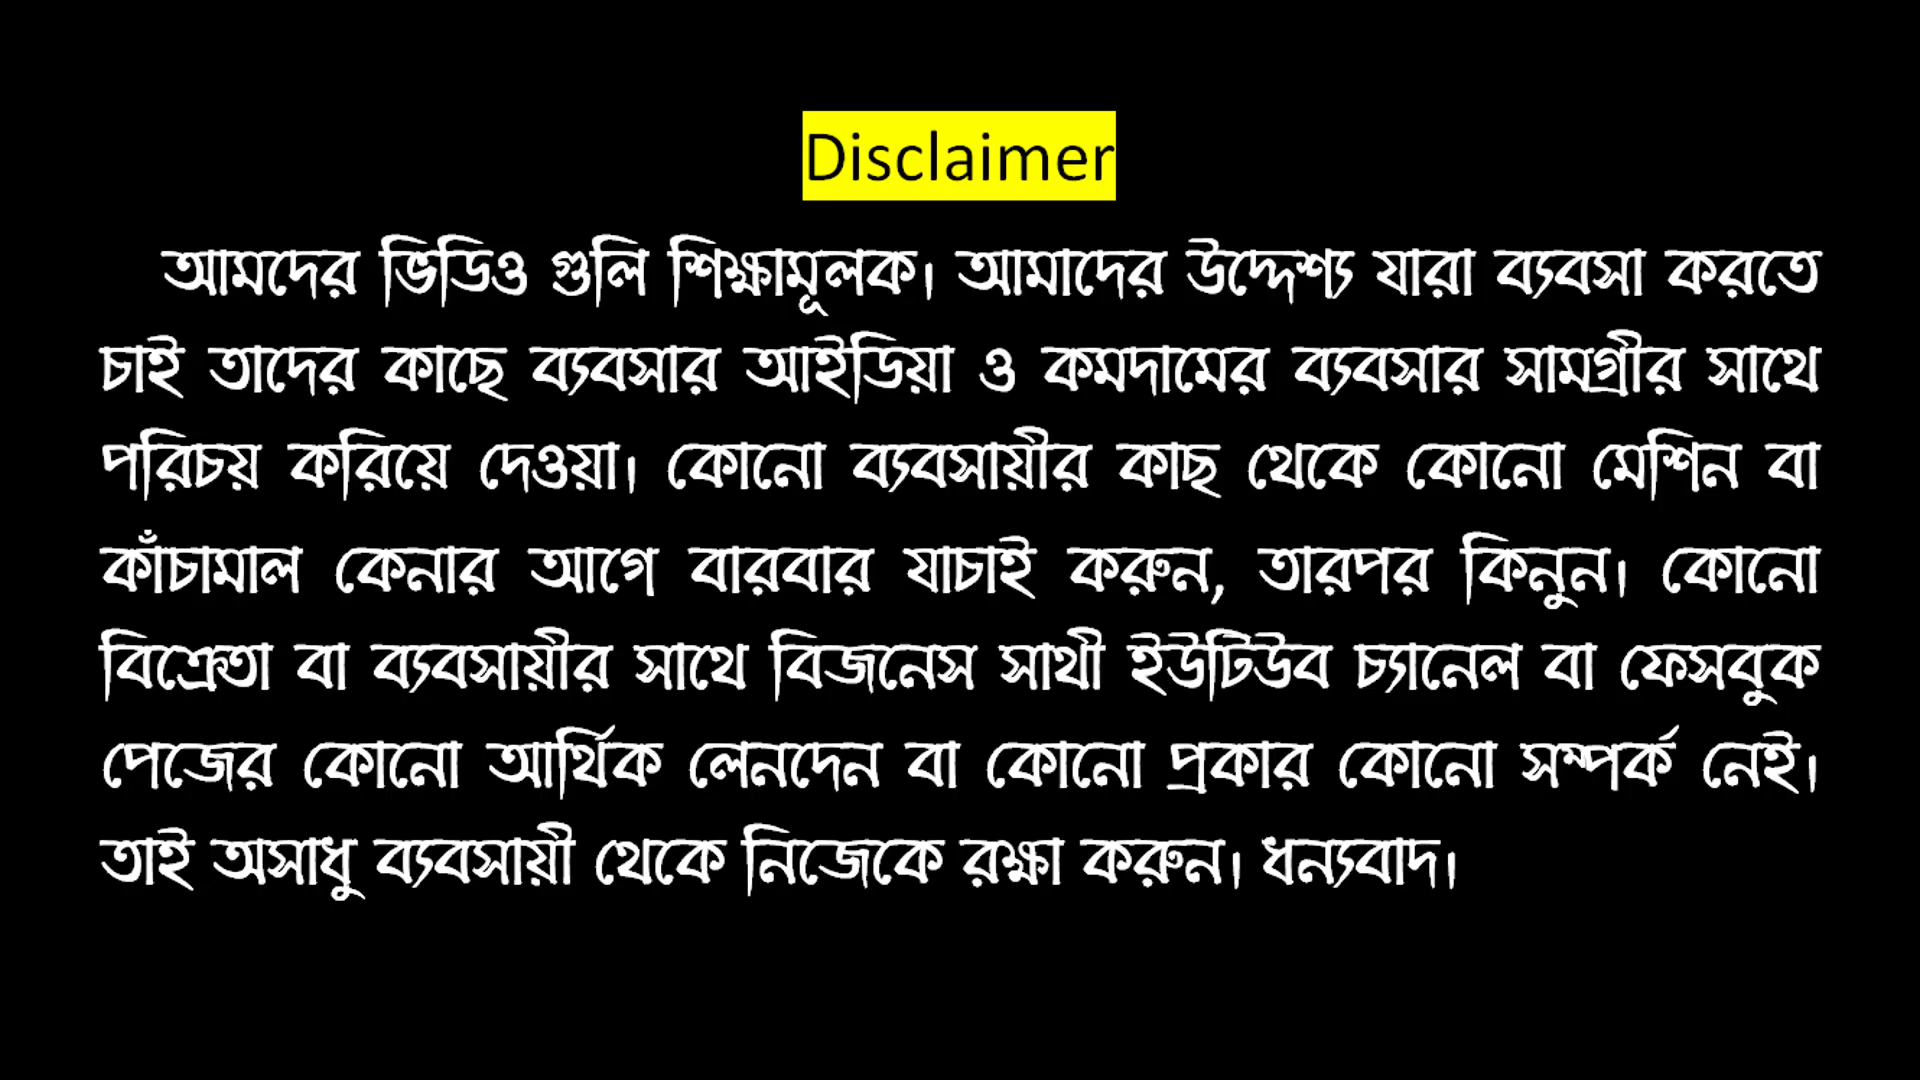 Disclaimer
আমদের ভিডিও গুলি শিক্ষামূলক। আমাদের উদ্দেশ্য যারা ব্যবসা করতে
চাই তাদের কাছে ব্যবসার আইডিয়া ও কমদামের ব্যবসার সামগ্রীর সাথে
পরিচয় করিয়ে দেওয়া। কোনো ব্যবসায়ীর কাছ থেকে কোনো মেশিন বা
কাঁচামাল কেনার আগে বারবার যাচাই করুন, তারপর কিনুন। কোনো
বিক্রেতা বা ব্যবসায়ীর সাথে বিজনেস সাথী ইউটিউব চ্যানেল বা ফেসবুক
পেজের কোনো আর্থিক লেনদেন বা কোনো প্রকার কোনো সম্পর্ক নেই।
তাই অসাধু ব্যবসায়ী থেকে নিজেকে রক্ষা করুন। ধন্যবাদ।